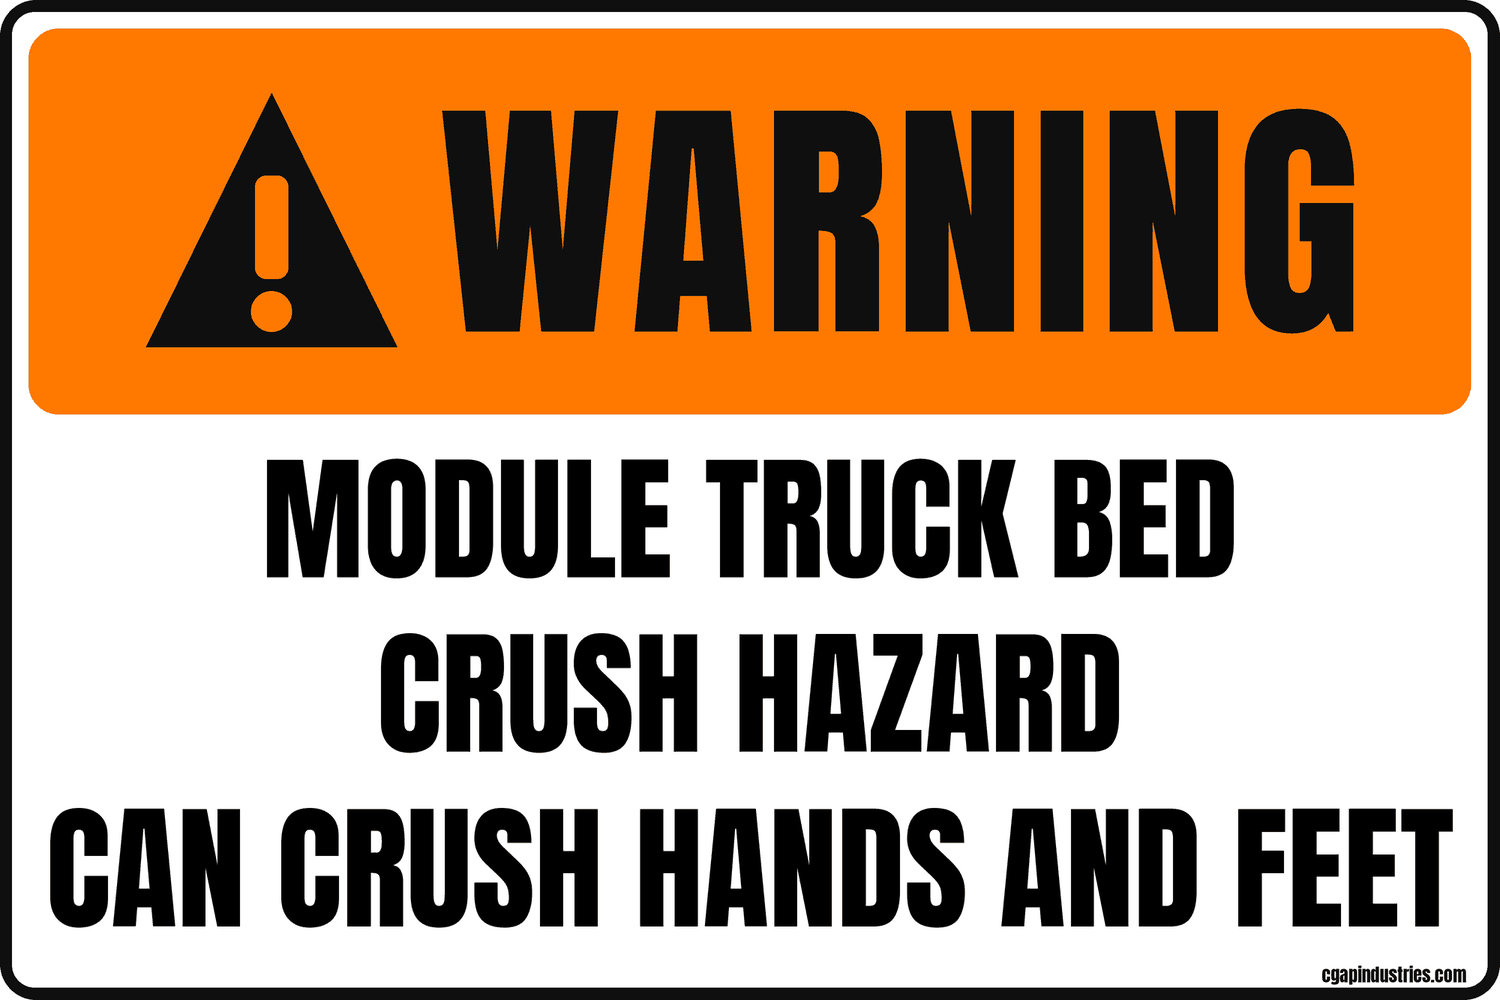 WARNING
MODULE TRUCK BED
CRUSH HAZARD
CAN CRUSH HANDS AND FEET
cgapindustries.com